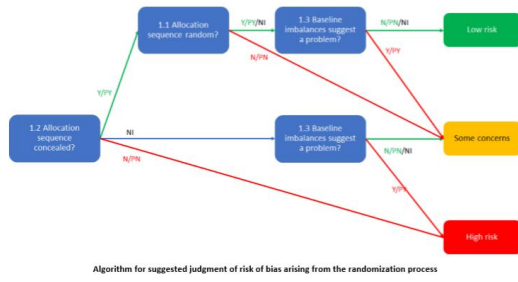 1.1 Allocation
sequence random?
Y/PY/NI
1.3 Baseline
imbalances suggest
a problem?
N/PN/NI
Low risk
N/PN
Y/PY
Y/PY
1.2 Allocation
sequence
concealed?
NI
1.3 Baseline
imbalances suggest
a problem?
N/PN/NI
Some concerns
N/PN
Y/PY
High risk
Algorithm for suggested judgment of risk of bias arising from the randomization process